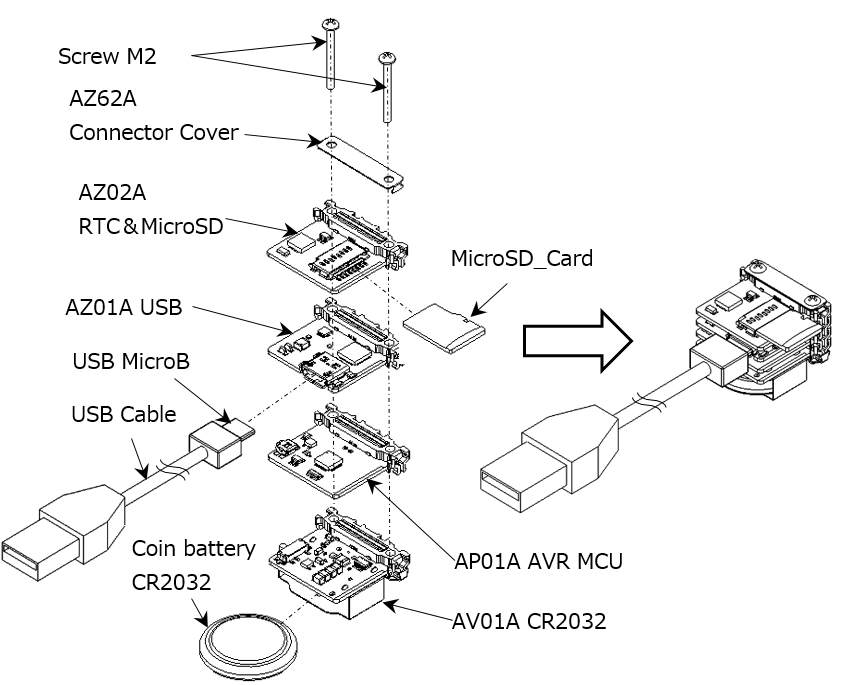 Screw M2
AZ62A
Connector Cover
AZ02A
RTC&MicroSD
MicroSD_Card
AZ01A USB
USB MicroB
USB Cable
Coin battery
CR2032
AP01A AVR MCU
AV01A CR2032